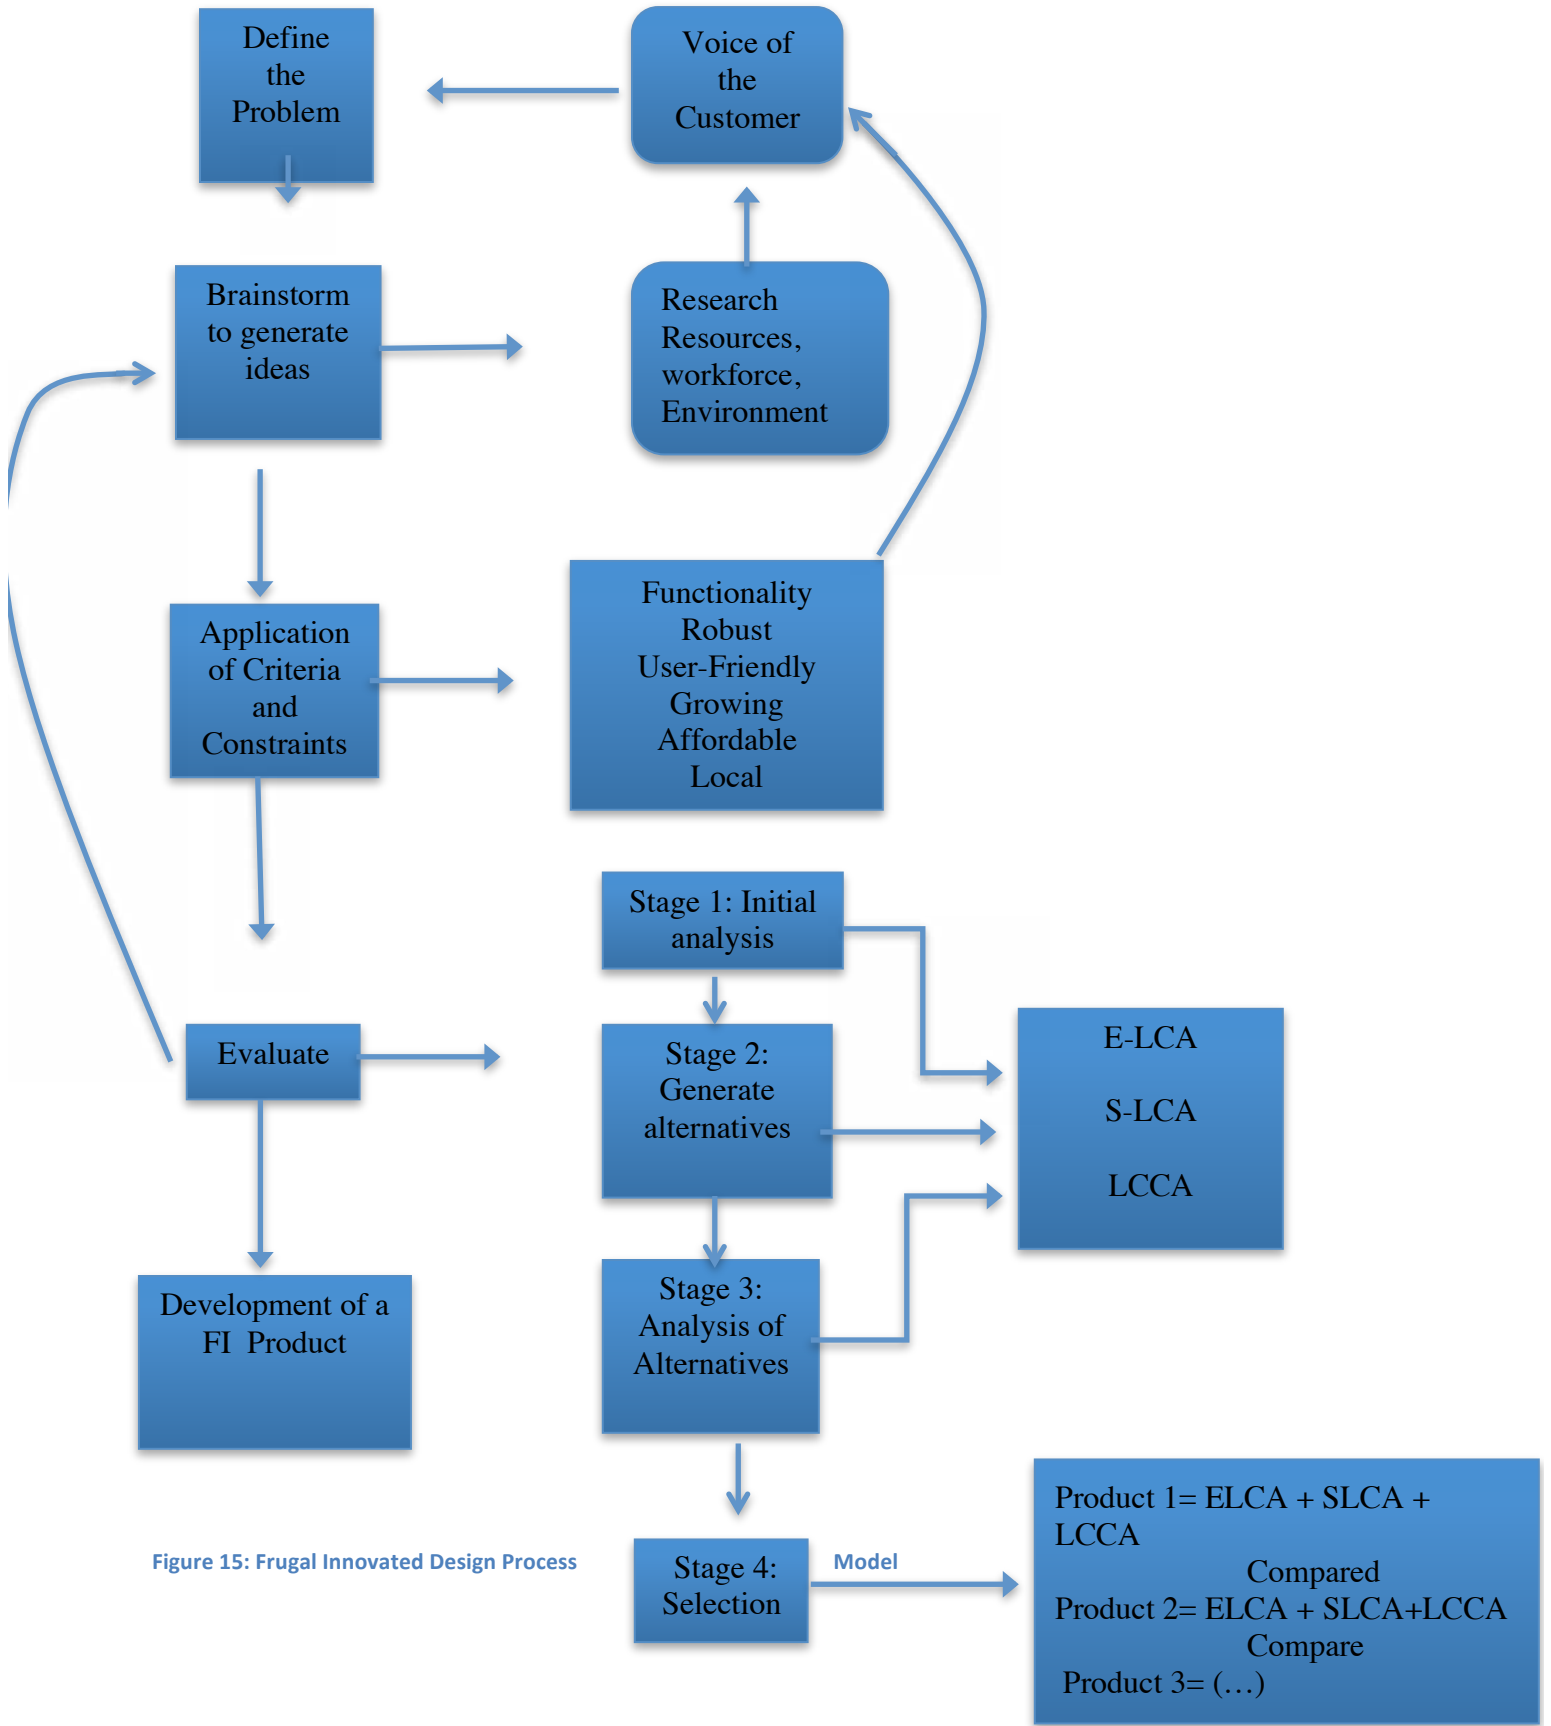 Define
the
Problem
Voice of
the
Customer
Brainstorm
to generate
ideas
Research
Resources,
workforce,
Environment
Application
of Criteria
and
Constraints
Functionality
Robust
User-Friendly
Growing
Affordable
Local
Stage 1: Initial
analysis
Evaluate
Stage 2:
Generate
alternatives
E-LCA
S-LCA
LCCA
Development of a
FI  Product
Stage 3:
Analysis of
Alternatives
Figure 15: Frugal Innovated Design Process Model
Stage 4:
Selection
Product 1= ELCA + SLCA +
LCCA
Compared
Product 2= ELCA + SLCA+LCCA
Compare
Product 3= (…)